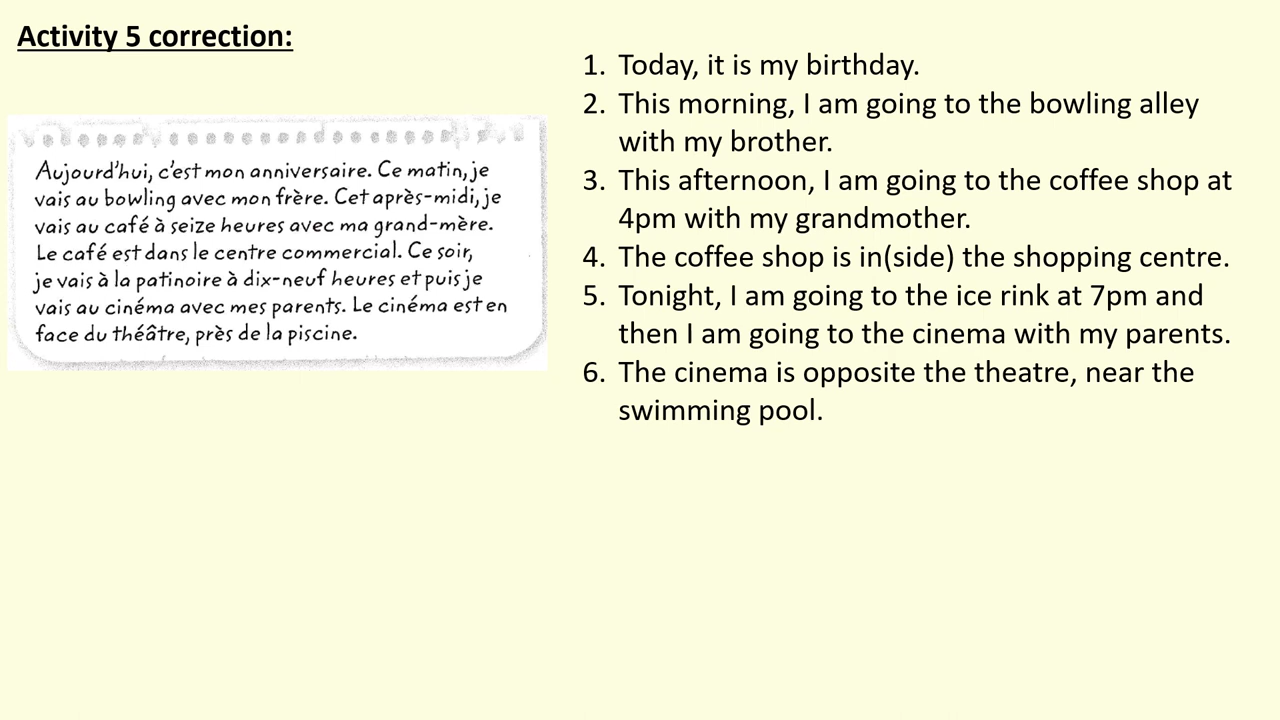 Activity 5 correction:
Aujourd'hui, c'est mon anniversaire. Ce matin, je
vais au bowling avec mon frère. Cet après-midi, je
vais au café à seize heures avec ma grand-mère.
Le café est dans le centre commercial. Ce soir,
je vais à la patinoire à dix-neuf heures et puis je
vais au cinéma avec mes parents. Le cinéma est en
face du théâtre, près de la piscine.
1. Today, it is my birthday.
2. This morning, I am going to the bowling alley
with my brother.
3. This afternoon, I am going to the coffee shop at
4pm with my grandmother.
4. The coffee shop is in(side) the shopping centre.
5. Tonight, I am going to the ice rink at 7pm and
then I am going to the cinema with my parents.
6. The cinema is opposite the theatre, near the
swimming pool.